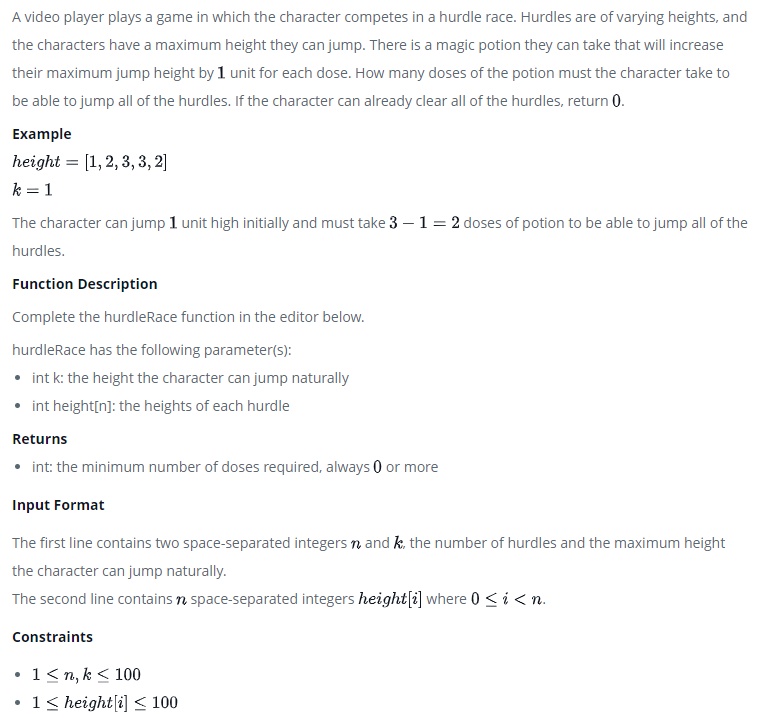 A video player plays a game in which the character competes in a hurdle race. Hurdles are of varying heights, and
the characters have a maximum height they can jump. There is a magic potion they can take that will increase
their maximum jump height by 1 unit for each dose. How many doses of the potion must the character take to
be able to jump all of the hurdles. If the character can already clear all of the hurdles, return 0.
Example
height = [1, 2, 3, 3, 2]
k = 1
The character can jump 1 unit high initially and must take 3 − 1 = 2 doses of potion to be able to jump all of the
hurdles.
Function Description
Complete the hurdleRace function in the editor below.
hurdleRace has the following parameter(s):
• int k: the height the character can jump naturally
• int height[n]: the heights of each hurdle
Returns
• int: the minimum number of doses required, always 0 or more
Input Format
The first line contains two space-separated integers n and k, the number of hurdles and the maximum height
the character can jump naturally.
The second line contains n space-separated integers height[i] where 0 ≤ i < n.
Constraints
• 1 ≤ n, k ≤ 100
• 1 ≤ height[i] ≤ 100